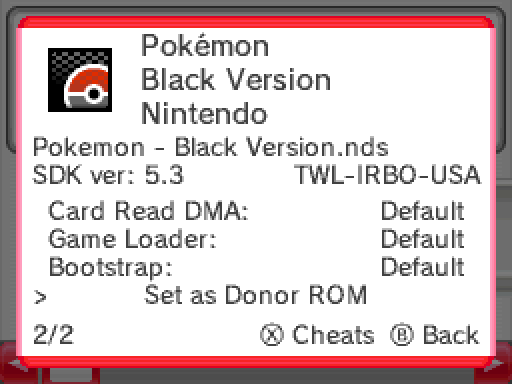 Pokémon
Black Version
Nintendo
Pokemon - Black Version.nds
SDK ver: 5.3 TWL-IRBO-USA
Card Read DMA: Default
Game Loader: Default
Bootstrap: Default
> Set as Donor ROM
2/2 Ⓧ Cheats Ⓑ Back